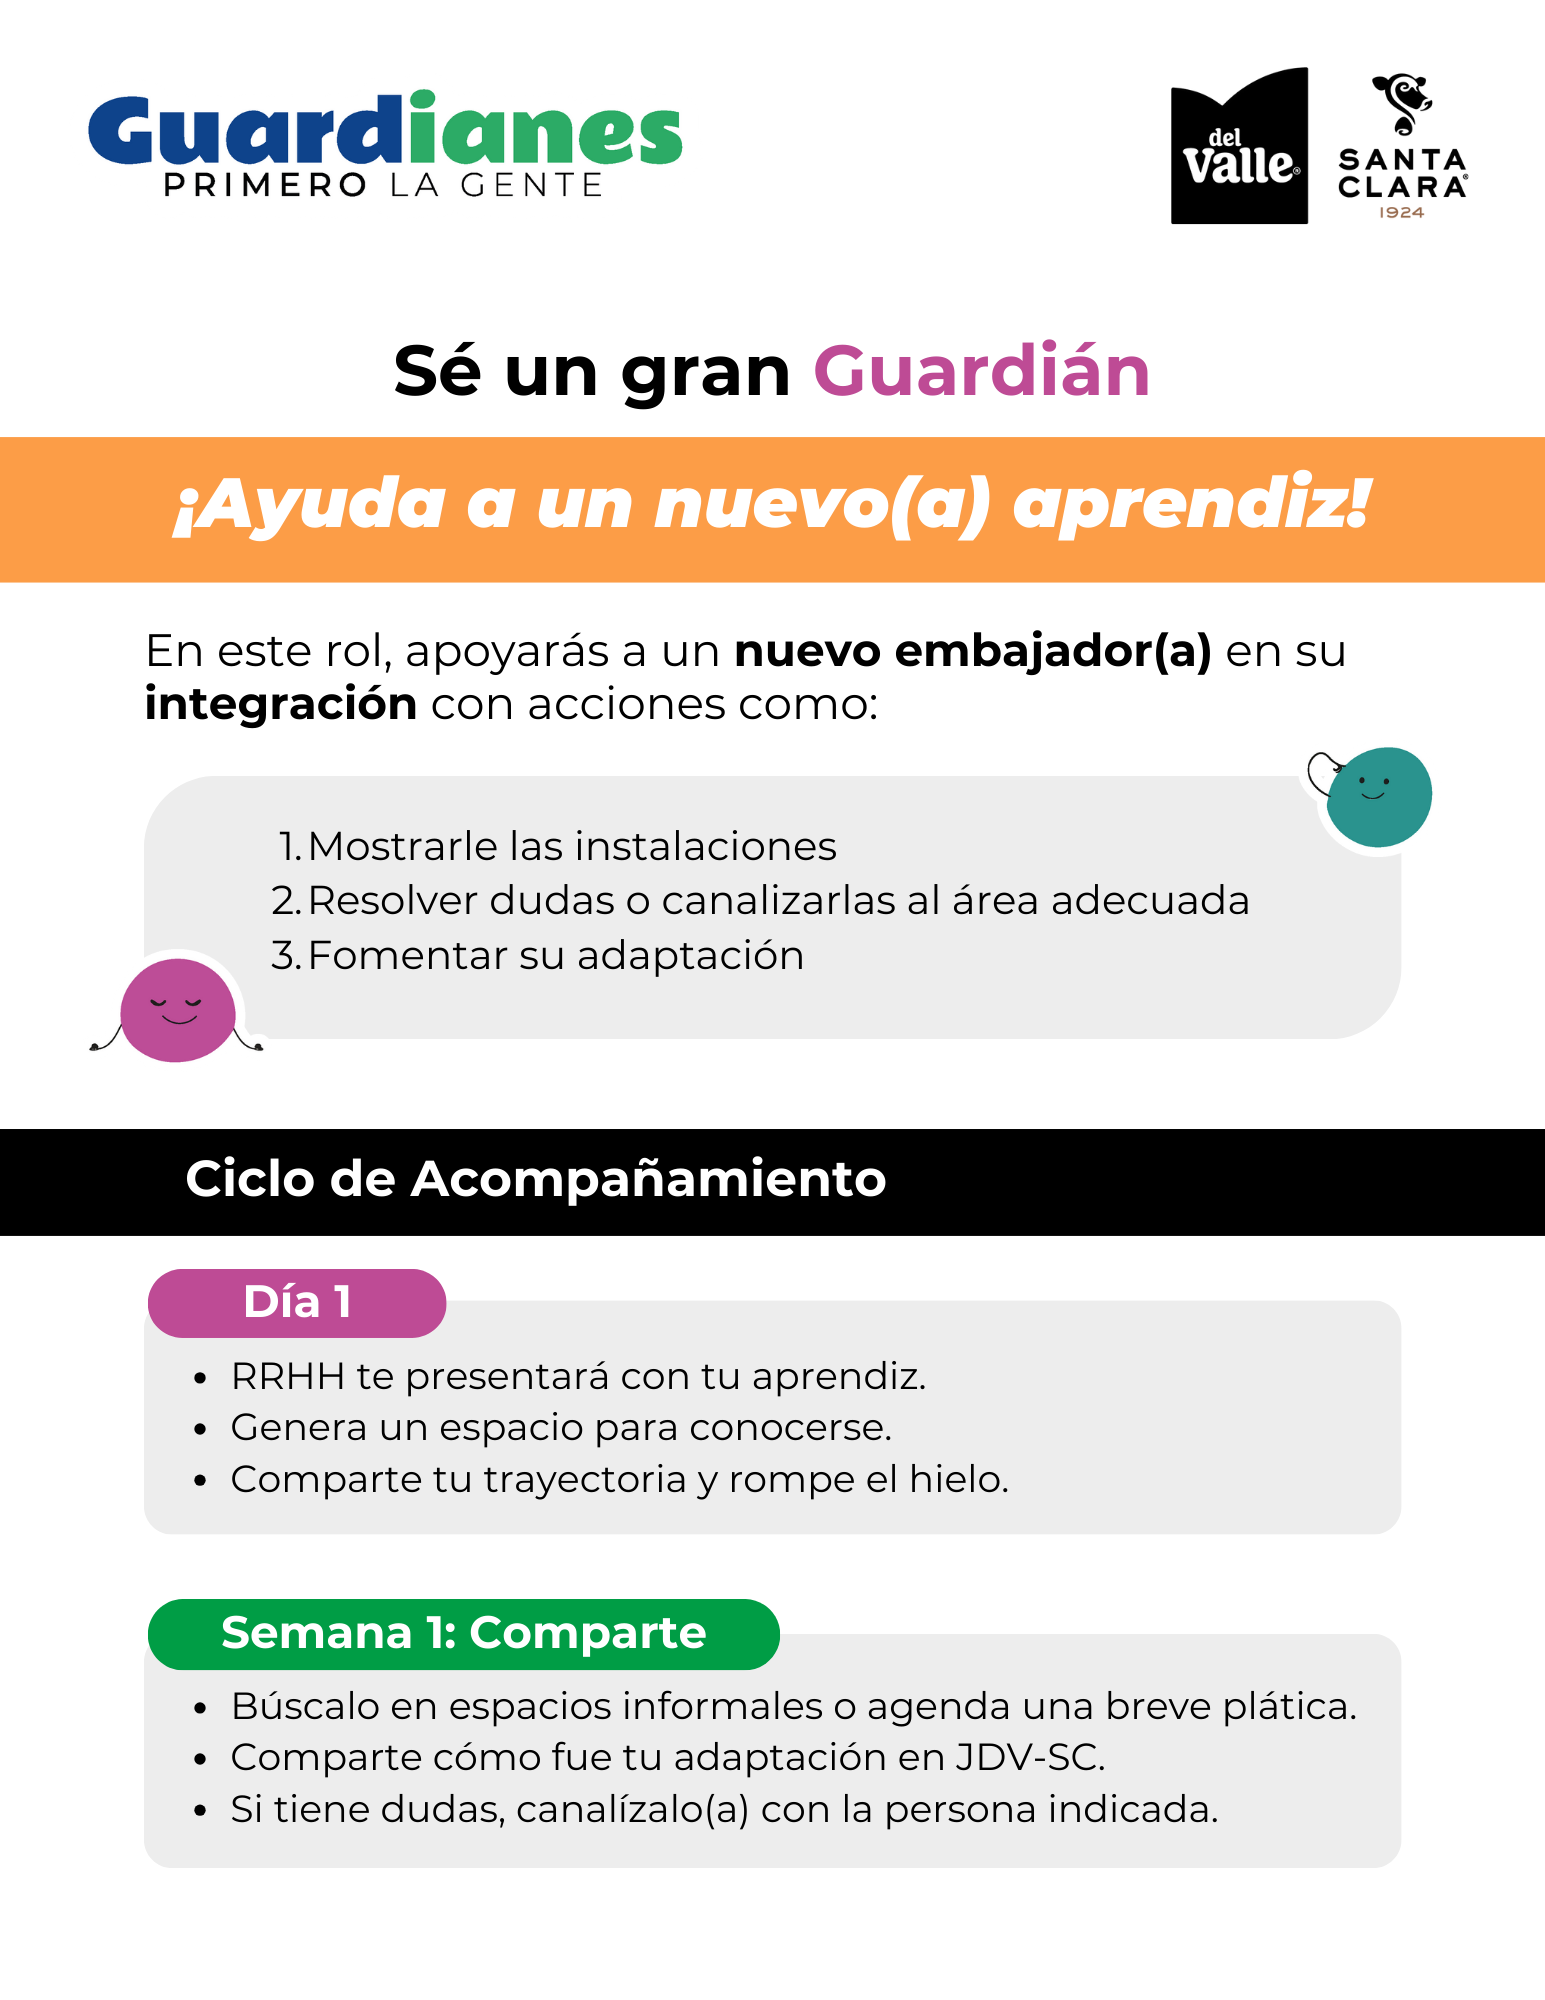 Guardianes
PRIMERO LA GENTE
del
Valle®
SANTA
CLARA®
1924
Sé un gran Guardián
¡Ayuda a un nuevo(a) aprendiz!
En este rol, apoyarás a un nuevo embajador(a) en su
integración con acciones como:
1. Mostrarle las instalaciones
2. Resolver dudas o canalizarlas al área adecuada
3. Fomentar su adaptación
Ciclo de Acompañamiento
Día 1
• RRHH te presentará con tu aprendiz.
• Genera un espacio para conocerse.
• Comparte tu trayectoria y rompe el hielo.
Semana 1: Comparte
• Búscalo en espacios informales o agenda una breve plática.
• Comparte cómo fue tu adaptación en JDV-SC.
• Si tiene dudas, canalízalo(a) con la persona indicada.